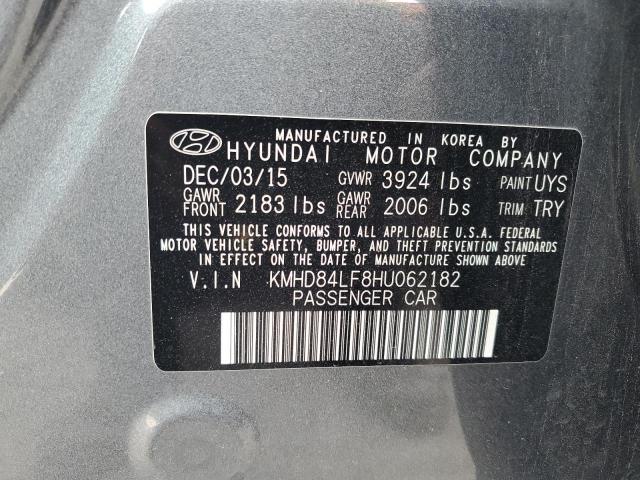 MANUFACTURED IN KOREA BY
HYUNDAI MOTOR COMPANY
DEC/03/15 GVWR 3924 lbs PAINT UYS
GAWR FRONT 2183 lbs GAWR REAR 2006 lbs TRIM TRY
THIS VEHICLE CONFORMS TO ALL APPLICABLE U.S.A. FEDERAL
MOTOR VEHICLE SAFETY, BUMPER, AND THEFT PREVENTION STANDARDS
IN EFFECT ON THE DATE OF MANUFACTURE SHOWN ABOVE.
V.I.N KMHD84LF8HU062182
PASSENGER CAR